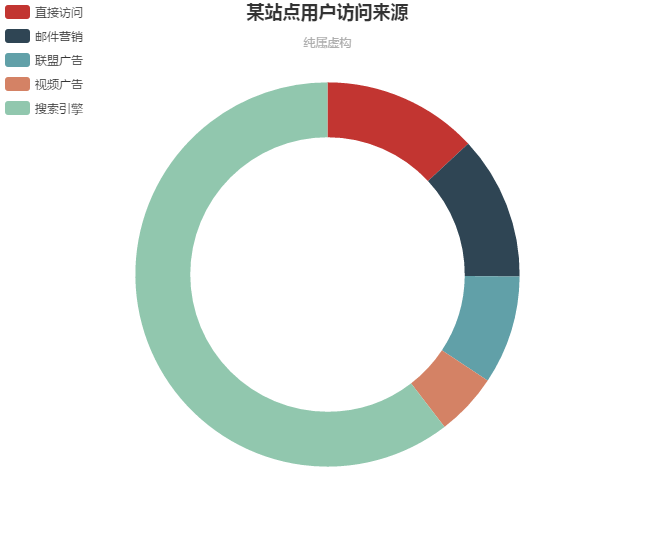 某站点用户访问来源
纯属虚构
直接访问
邮件营销
联盟广告
视频广告
搜索引擎